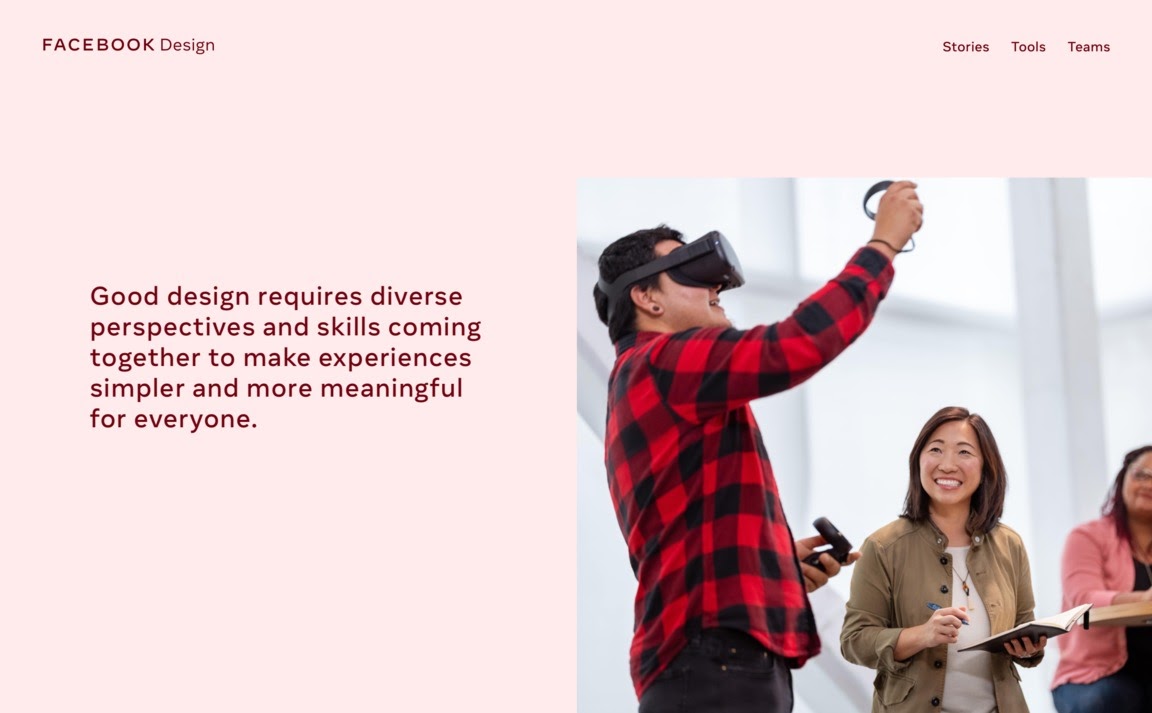 FACEBOOK Design
Stories Tools Teams
Good design requires diverse
perspectives and skills coming
together to make experiences
simpler and more meaningful
for everyone.